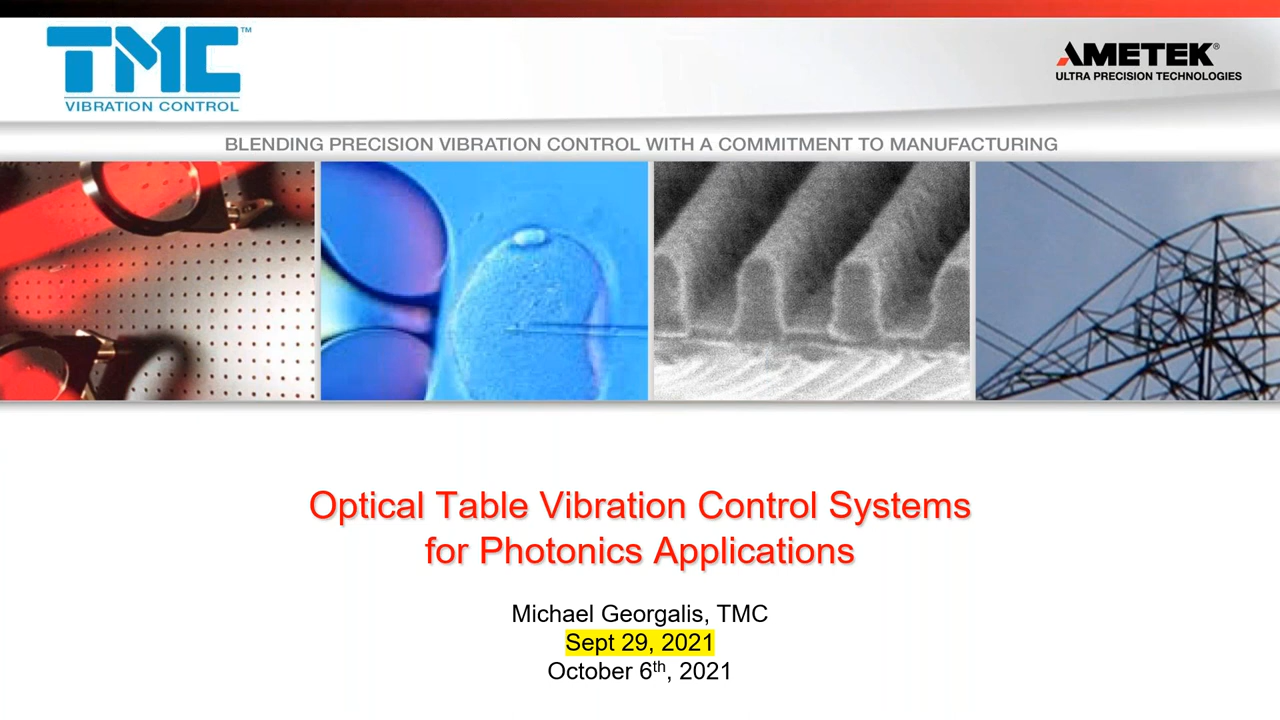 TMC™
VIBRATION CONTROL
AMETEK®
ULTRA PRECISION TECHNOLOGIES
BLENDING PRECISION VIBRATION CONTROL WITH A COMMITMENT TO MANUFACTURING
Optical Table Vibration Control Systems
for Photonics Applications
Michael Georgalis, TMC
Sept 29, 2021
October 6th, 2021